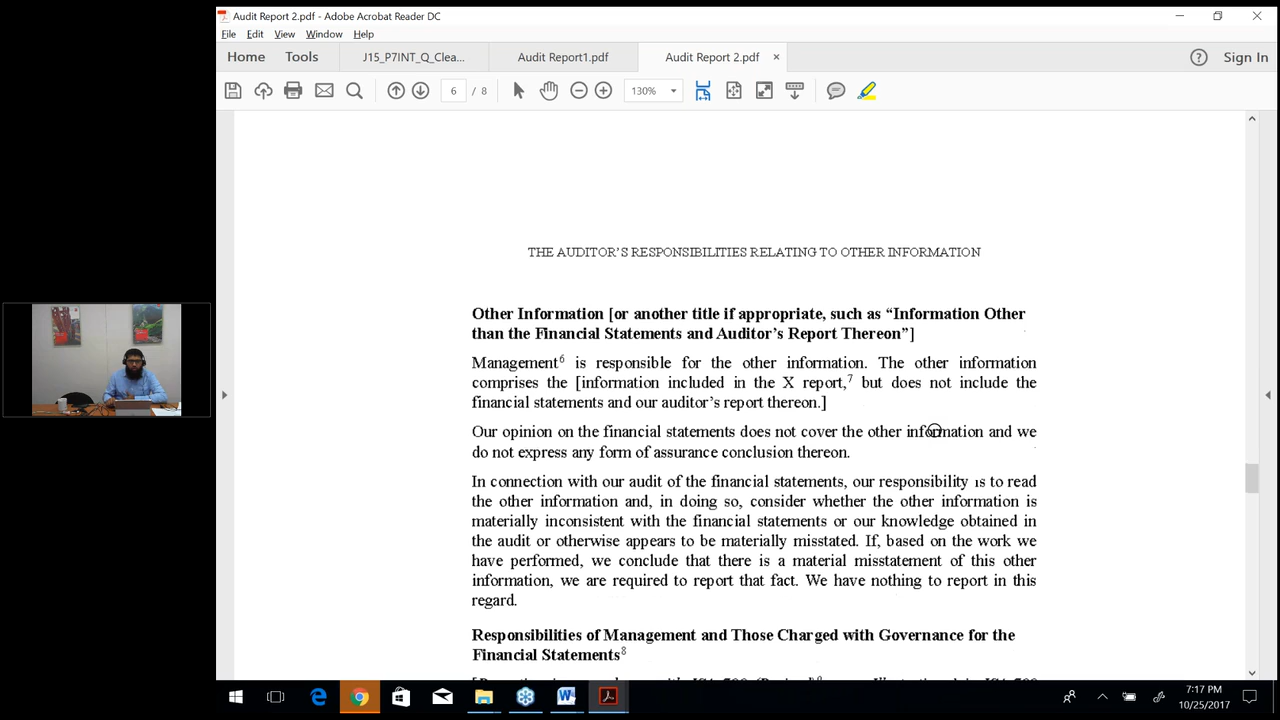 Audit Report 2.pdf - Adobe Acrobat Reader DC
File Edit View Window Help
Home Tools J15_P7INT_Q_Clea... Audit Report1.pdf Audit Report 2.pdf × Sign In
6 / 8 130%
THE AUDITOR’S RESPONSIBILITIES RELATING TO OTHER INFORMATION
Other Information [or another title if appropriate, such as “Information Other
than the Financial Statements and Auditor’s Report Thereon”]
Management6 is responsible for the other information. The other information
comprises the [information included in the X report,7 but does not include the
financial statements and our auditor’s report thereon.]
Our opinion on the financial statements does not cover the other information and we
do not express any form of assurance conclusion thereon.
In connection with our audit of the financial statements, our responsibility is to read
the other information and, in doing so, consider whether the other information is
materially inconsistent with the financial statements or our knowledge obtained in
the audit or otherwise appears to be materially misstated. If, based on the work we
have performed, we conclude that there is a material misstatement of this other
information, we are required to report that fact. We have nothing to report in this
regard.
Responsibilities of Management and Those Charged with Governance for the
Financial Statements8
7:17 PM
10/25/2017